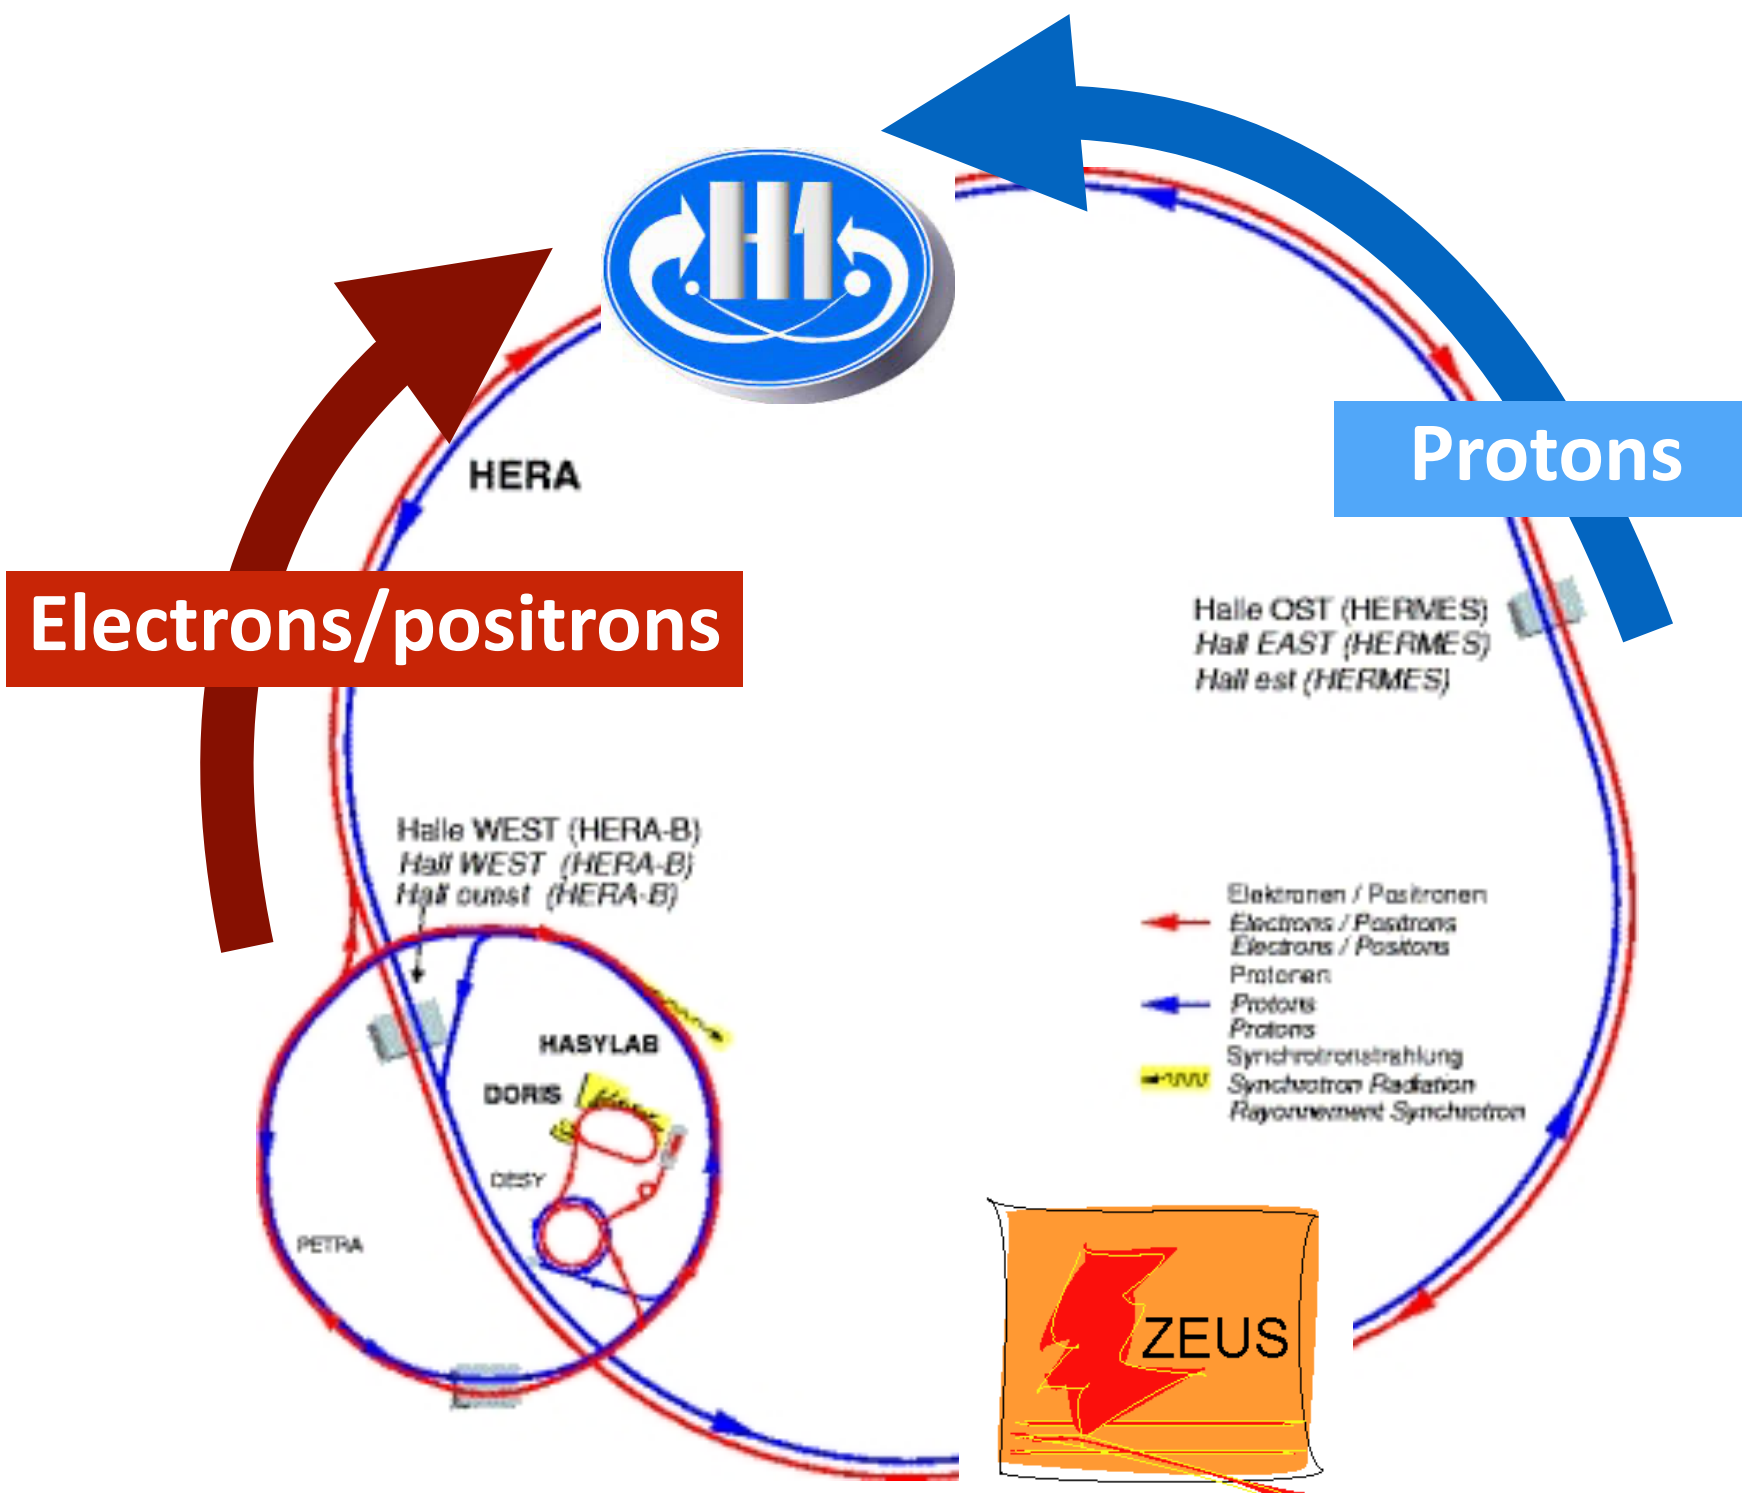 H1
Protons
HERA
Electrons/positrons
Halle OST (HERMES)
Hall EAST (HERMES)
Hall est (HERMES)
Halle WEST (HERA-B)
Hall WEST (HERA-B)
Hall ouest (HERA-B)
Elektronen / Positronen
Electrons / Positrons
Electrons / Positons
Protonen
Protons
Protons
Synchrotronstrahlung
Synchrotron Radiation
Rayonnement Synchrotron
HASYLAB
DORIS
DESY
PETRA
ZEUS